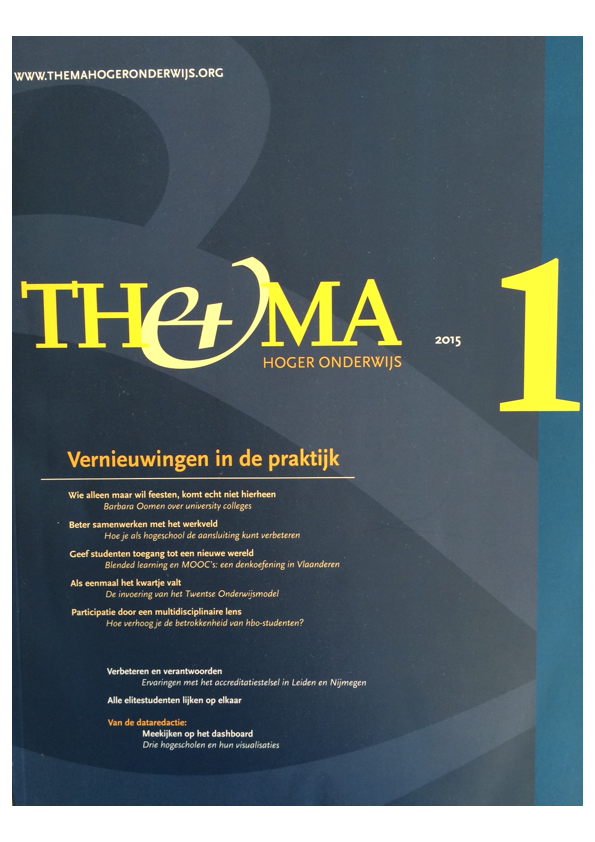 WWW.THEMAHOGERONDERWIJS.ORG
THeMA
HOGER ONDERWIJS
2015
1
Vernieuwingen in de praktijk
Wie alleen maar wil feesten, komt echt niet hierheen
Barbara Oomen over university colleges
Beter samenwerken met het werkveld
Hoe je als hogeschool de aansluiting kunt verbeteren
Geef studenten toegang tot een nieuwe wereld
Blended learning en MOOC's: een denkoefening in Vlaanderen
Als eenmaal het kwartje valt
De invoering van het Twentse Onderwijsmodel
Participatie door een multidisciplinaire lens
Hoe verhoog je de betrokkenheid van hbo-studenten?
Verbeteren en verantwoorden
Ervaringen met het accreditatiestelsel in Leiden en Nijmegen
Alle elitestudenten lijken op elkaar
Van de dataredactie:
Meekijken op het dashboard
Drie hogescholen en hun visualisaties